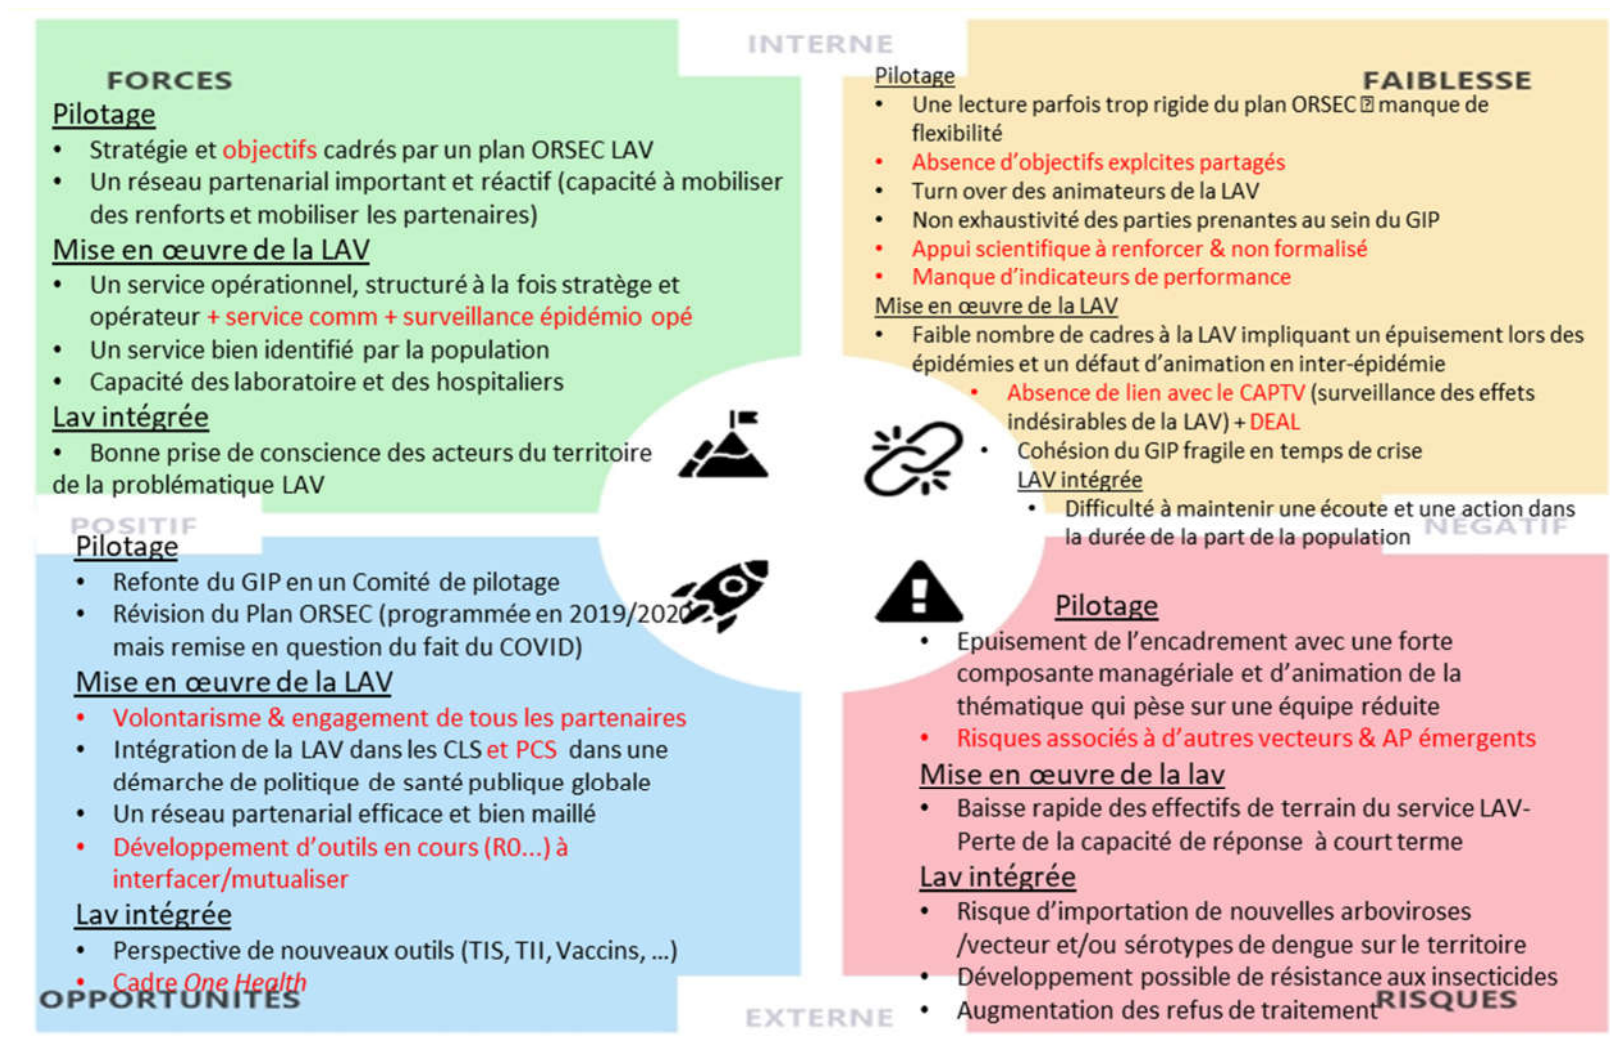 INTERNE
FORCES
Pilotage
• Stratégie et objectifs cadrés par un plan ORSEC LAV
• Un réseau partenarial important et réactif (capacité à mobiliser
des renforts et mobiliser les partenaires)
Mise en œuvre de la LAV
• Un service opérationnel, structuré à la fois stratège et
opérateur + service comm + surveillance épidémio opé
• Un service bien identifié par la population
• Capacité des laboratoire et des hospitaliers
Lav intégrée
• Bonne prise de conscience des acteurs du territoire
de la problématique LAV
FAIBLESSE
Pilotage
• Une lecture parfois trop rigide du plan ORSEC ⍰ manque de
flexibilité
• Absence d'objectifs explcites partagés
• Turn over des animateurs de la LAV
• Non exhaustivité des parties prenantes au sein du GIP
• Appui scientifique à renforcer & non formalisé
• Manque d'indicateurs de performance
Mise en œuvre de la LAV
• Faible nombre de cadres à la LAV impliquant un épuisement lors des
épidémies et un défaut d'animation en inter-épidémie
• Absence de lien avec le CAPTV (surveillance des effets
indésirables de la LAV) + DEAL
• Cohésion du GIP fragile en temps de crise
LAV intégrée
• Difficulté à maintenir une écoute et une action dans
la durée de la part de la population
POSITIF
NÉGATIF
Pilotage
• Refonte du GIP en un Comité de pilotage
• Révision du Plan ORSEC (programmée en 2019/2020
mais remise en question du fait du COVID)
Mise en œuvre de la LAV
• Volontarisme & engagement de tous les partenaires
• Intégration de la LAV dans les CLS et PCS dans une
démarche de politique de santé publique globale
• Un réseau partenarial efficace et bien maillé
• Développement d'outils en cours (R0...) à
interfacer/mutualiser
Lav intégrée
• Perspective de nouveaux outils (TIS, TII, Vaccins, ...)
• Cadre One Health
OPPORTUNITÉS
Pilotage
• Epuisement de l'encadrement avec une forte
composante managériale et d'animation de la
thématique qui pèse sur une équipe réduite
• Risques associés à d'autres vecteurs & AP émergents
Mise en œuvre de la lav
• Baisse rapide des effectifs de terrain du service LAV-
Perte de la capacité de réponse à court terme
Lav intégrée
• Risque d'importation de nouvelles arboviroses
/vecteur et/ou sérotypes de dengue sur le territoire
• Développement possible de résistance aux insecticides
• Augmentation des refus de traitement
RISQUES
EXTERNE